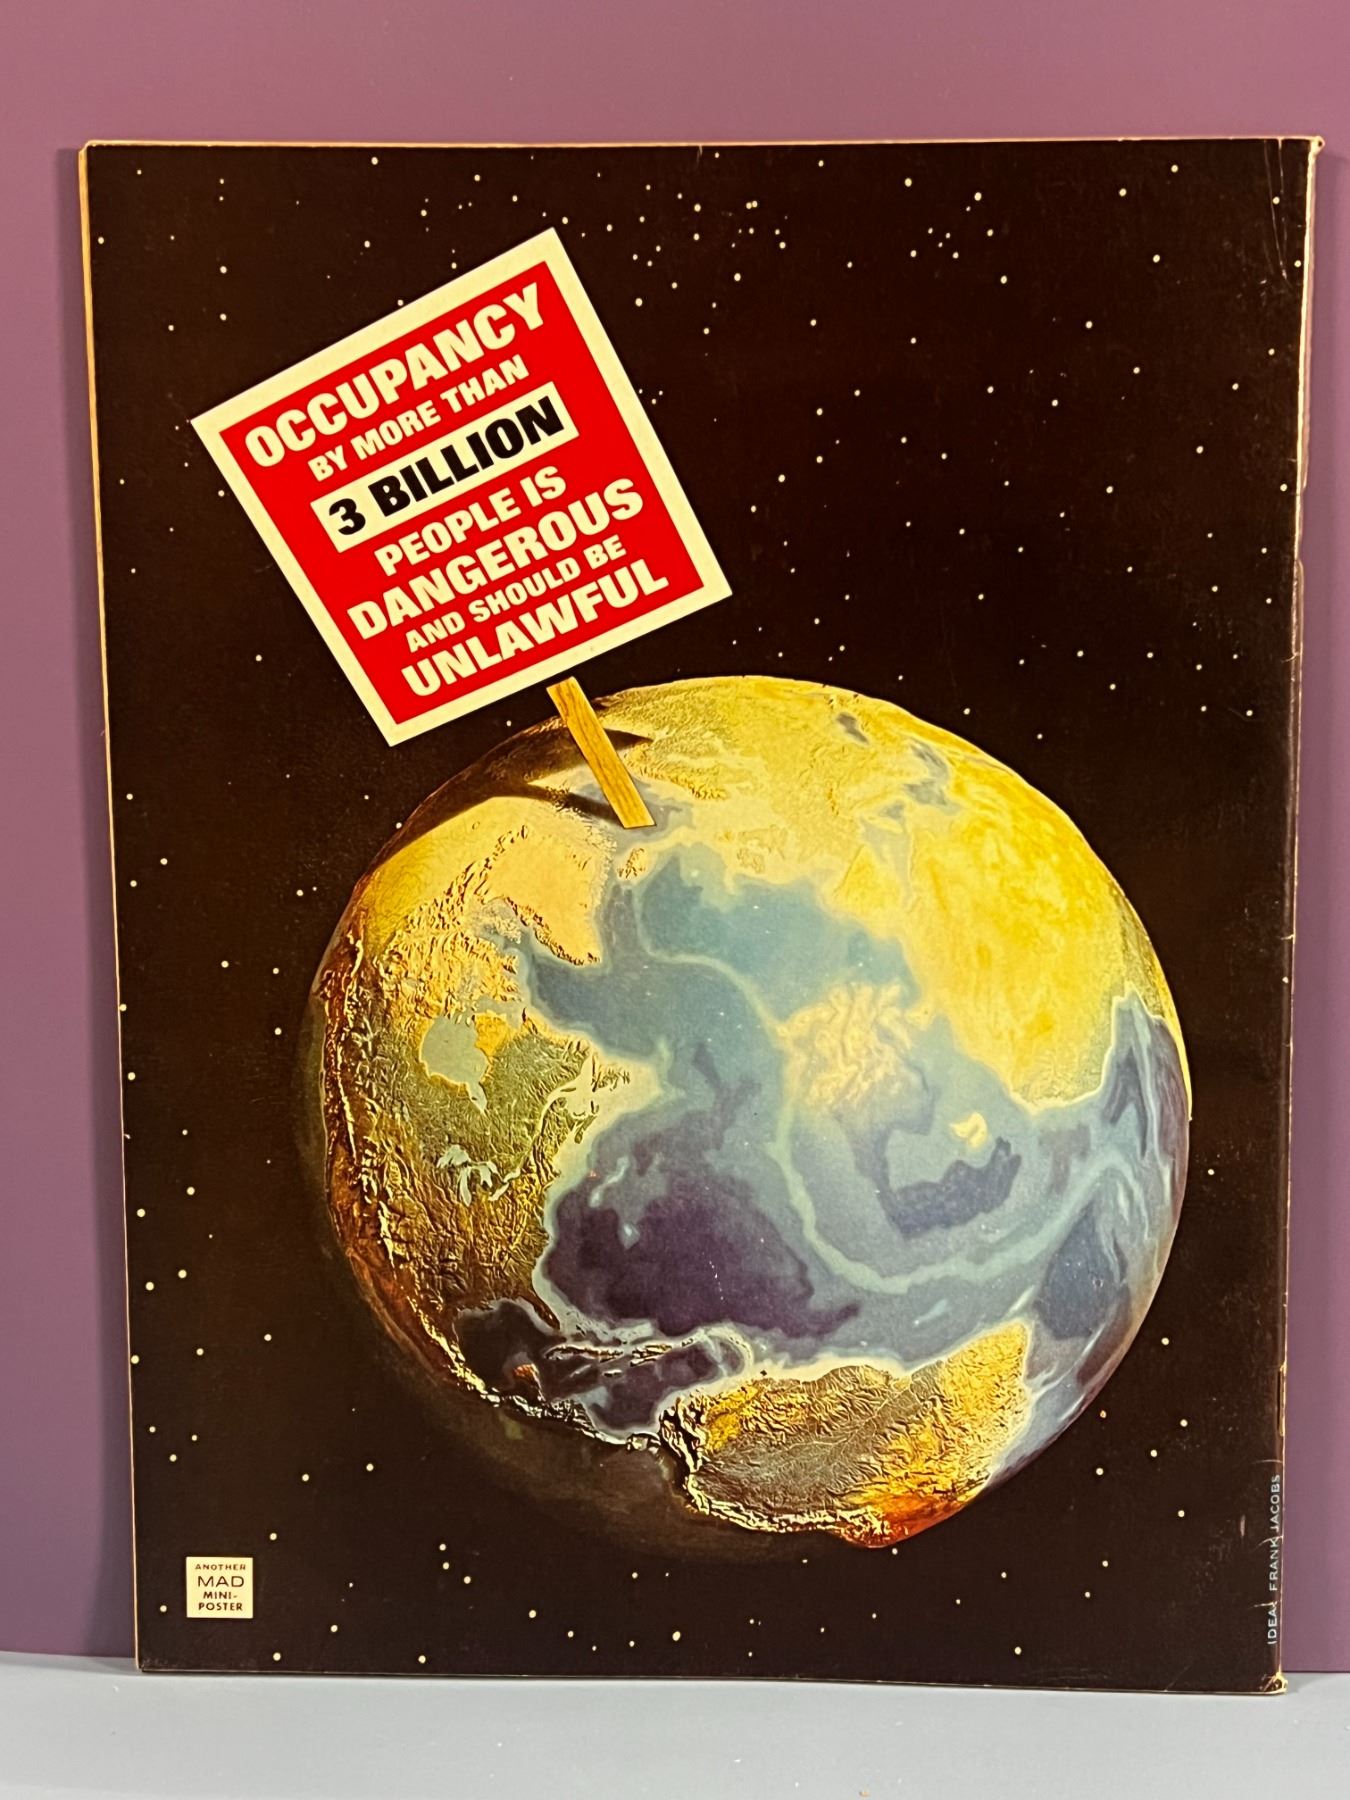 OCCUPANCY
BY MORE THAN
3 BILLION
PEOPLE IS
DANGEROUS
AND SHOULD BE
UNLAWFUL
ANOTHER
MAD
MINI-
POSTER
IDEA: FRANK JACOBS